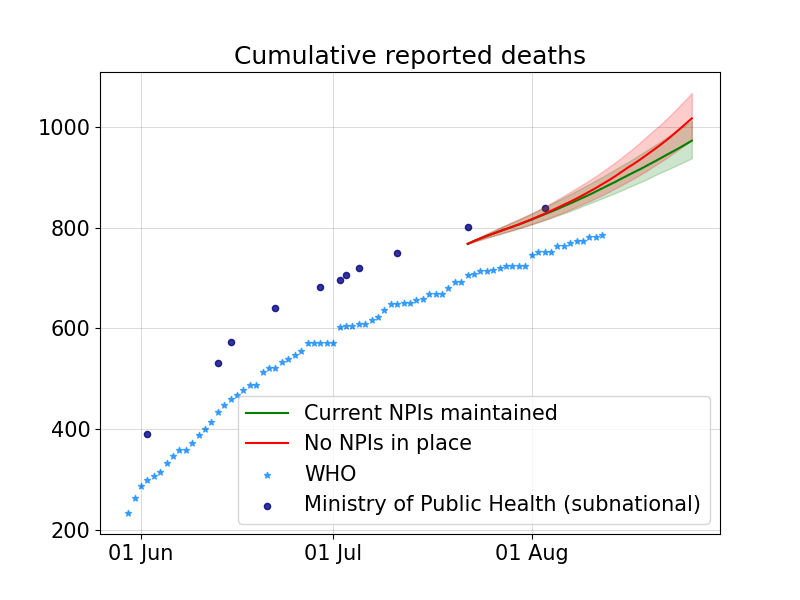 Cumulative reported deaths
1000
800
600
400
200
Current NPIs maintained
No NPIs in place
WHO
Ministry of Public Health (subnational)
01 Jun
01 Jul
01 Aug